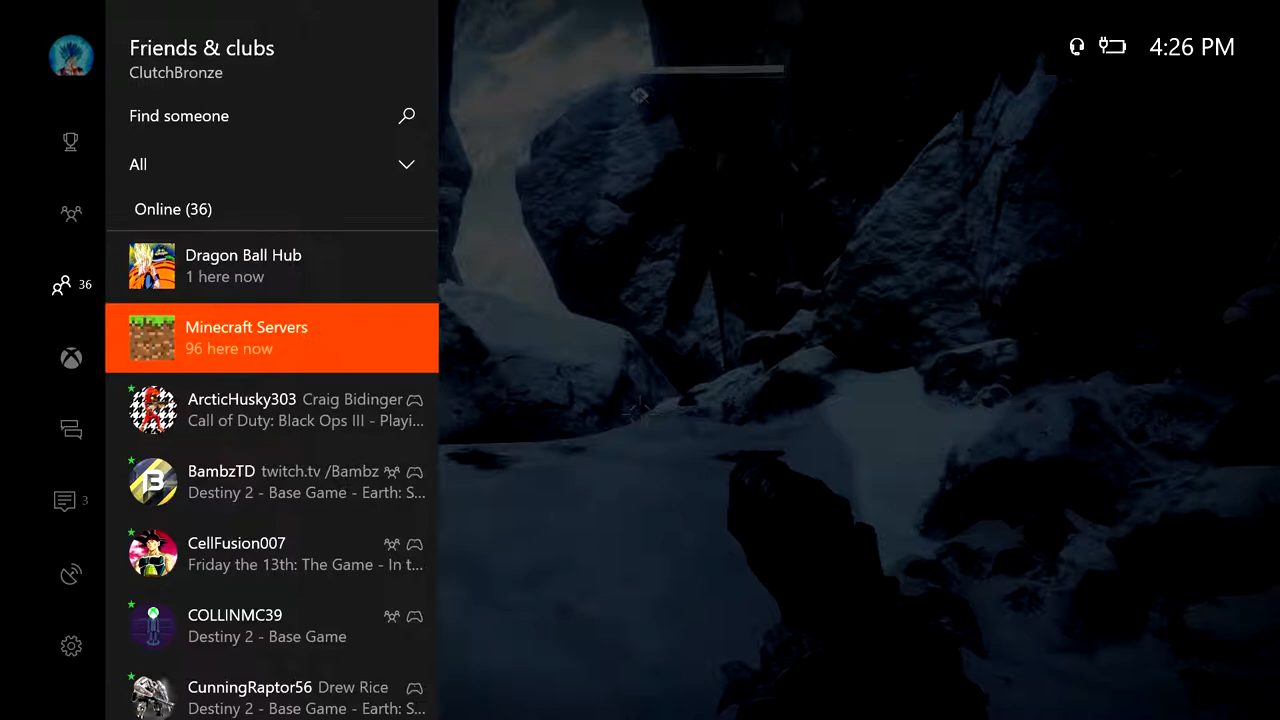 Friends & clubs
ClutchBronze
Find someone
All
Online (36)
Dragon Ball Hub
1 here now
Minecraft Servers
96 here now
ArcticHusky303 Craig Bidinger
Call of Duty: Black Ops III - Playi...
BambzTD twitch.tv /Bambz
Destiny 2 - Base Game - Earth: S...
CellFusion007
Friday the 13th: The Game - In t...
COLLINMC39
Destiny 2 - Base Game
CunningRaptor56 Drew Rice
Destiny 2 - Base Game - Earth: S...
36
3
4:26 PM